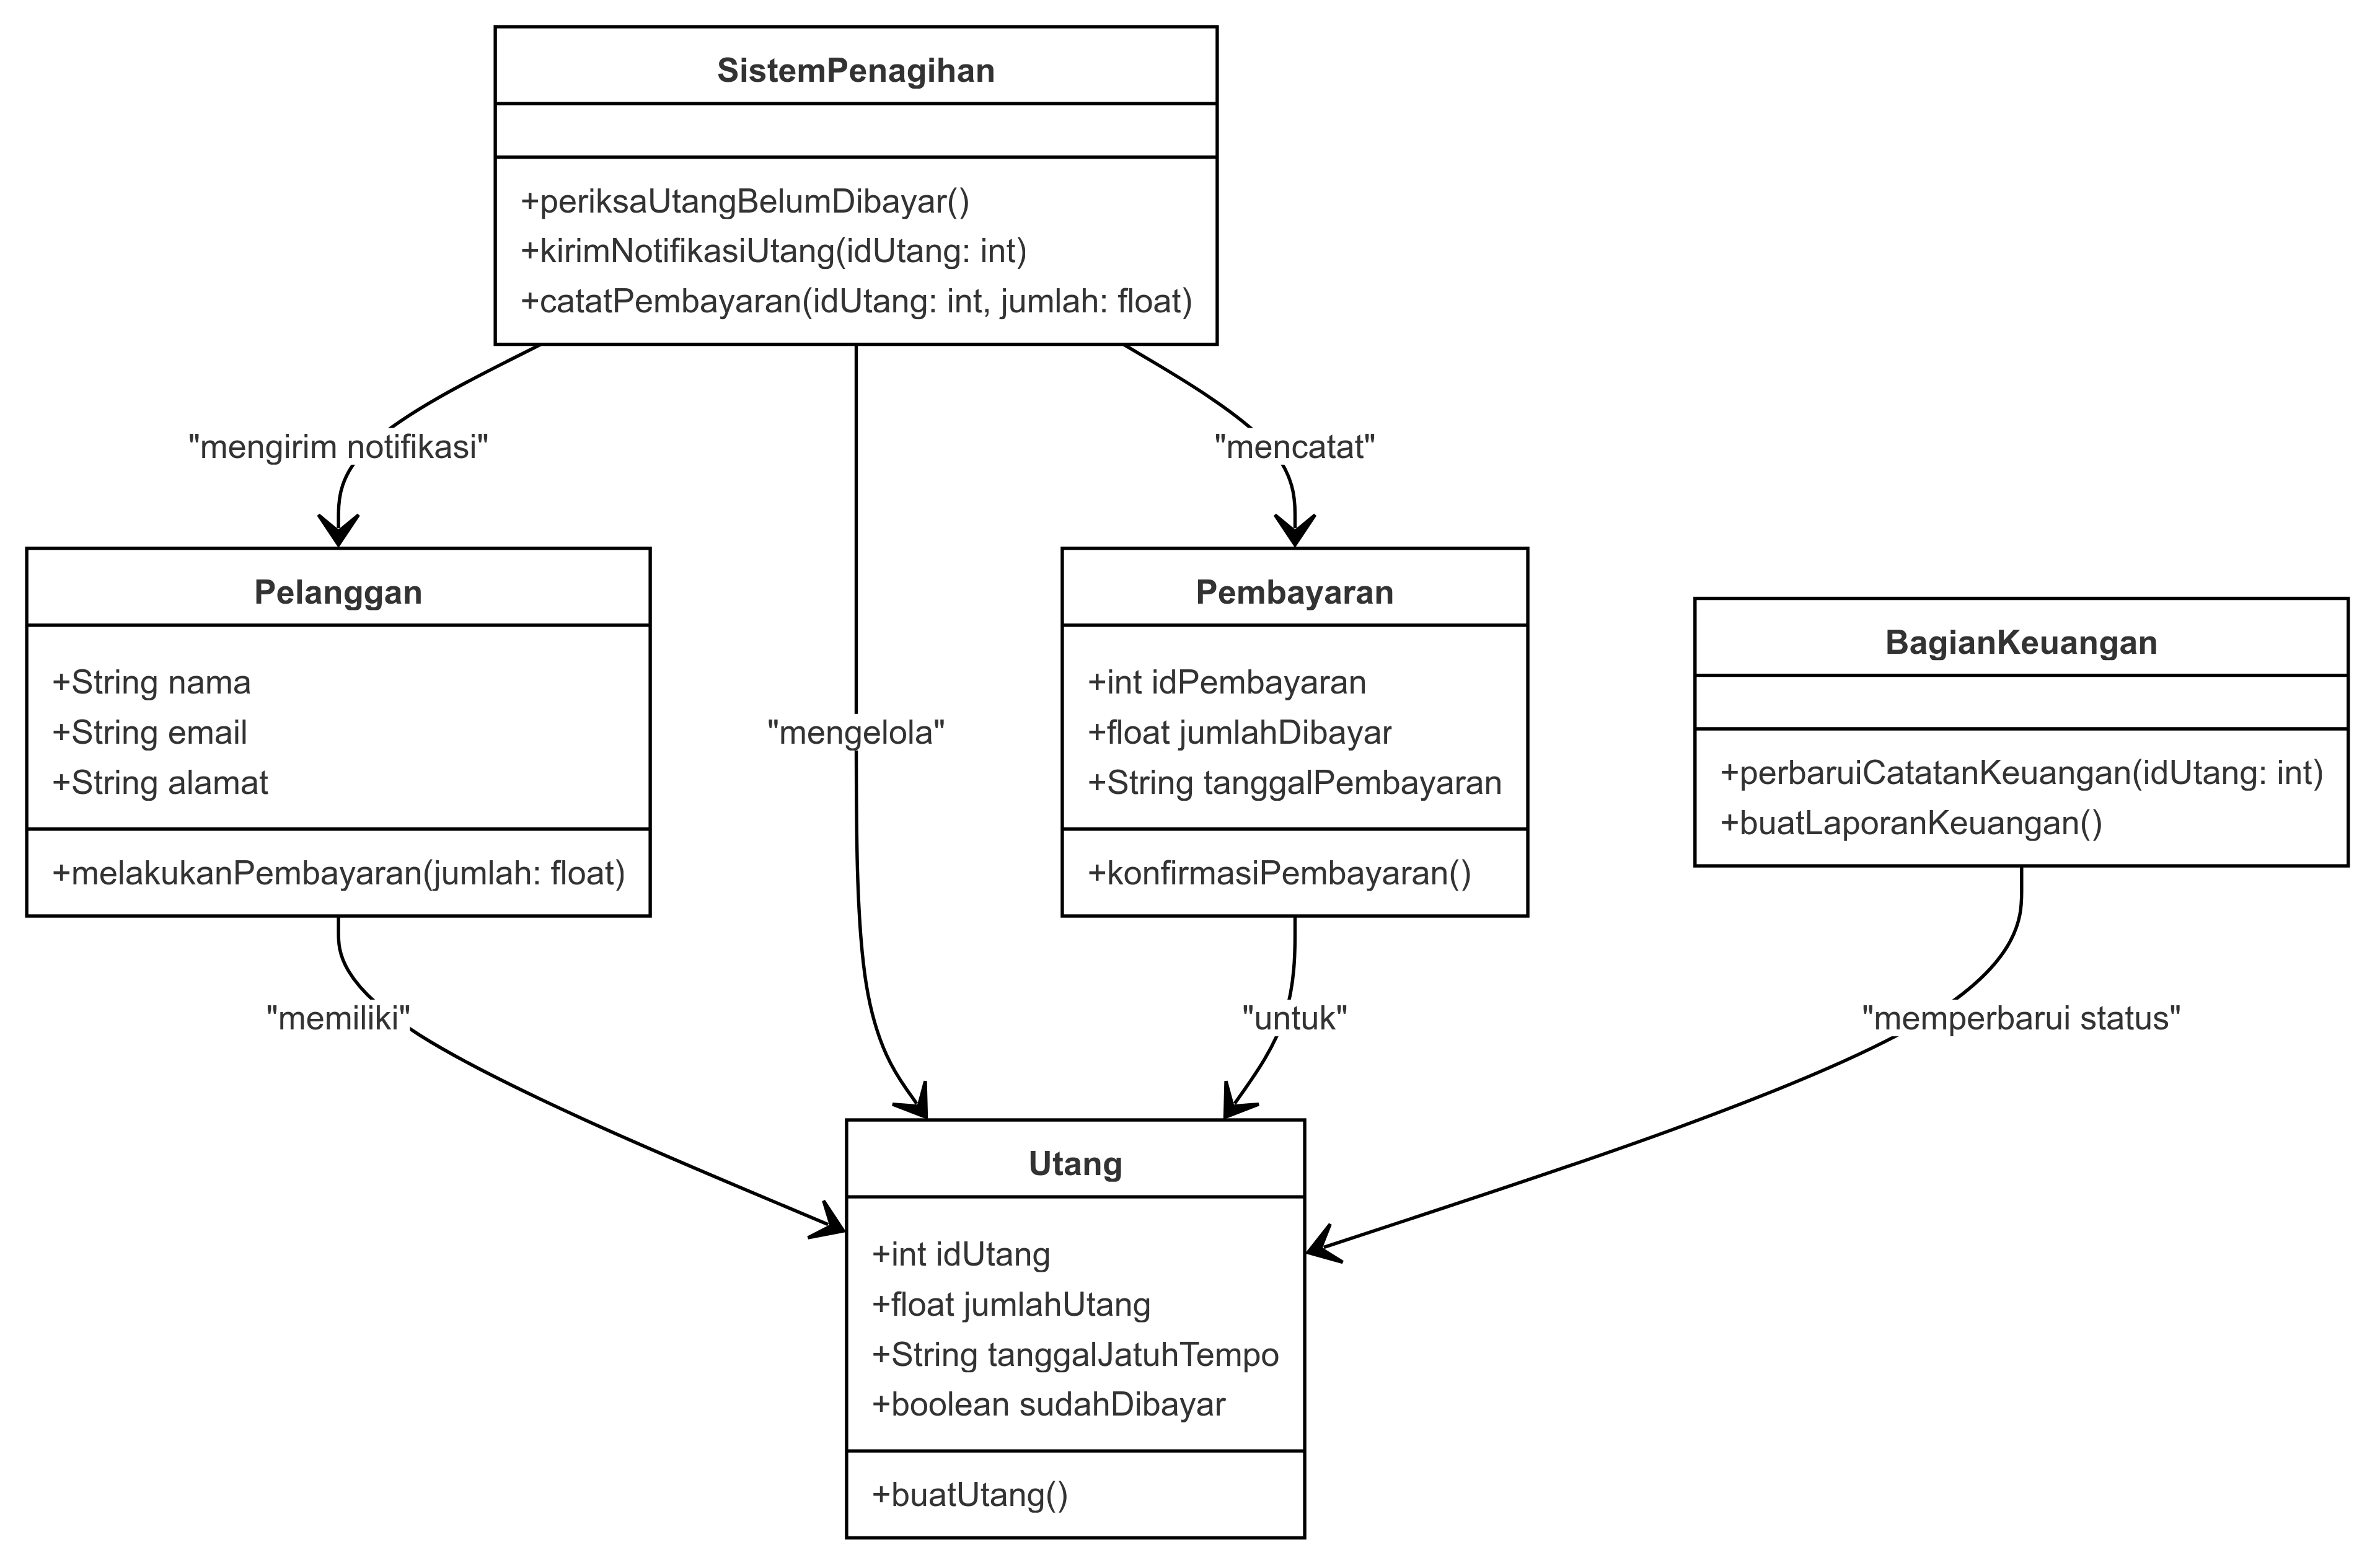 SistemPenagihan
+periksaUtangBelumDibayar()
+kirimNotifikasiUtang(idUtang: int)
+catatPembayaran(idUtang: int, jumlah: float)
"mengirim notifikasi"
"mencatat"
Pelanggan
+String nama
+String email
+String alamat
+melakukanPembayaran(jumlah: float)
"mengelola"
Pembayaran
+int idPembayaran
+float jumlahDibayar
+String tanggalPembayaran
+konfirmasiPembayaran()
BagianKeuangan
+perbaruiCatatanKeuangan(idUtang: int)
+buatLaporanKeuangan()
"memiliki"
"untuk"
"memperbarui status"
Utang
+int idUtang
+float jumlahUtang
+String tanggalJatuhTempo
+boolean sudahDibayar
+buatUtang()